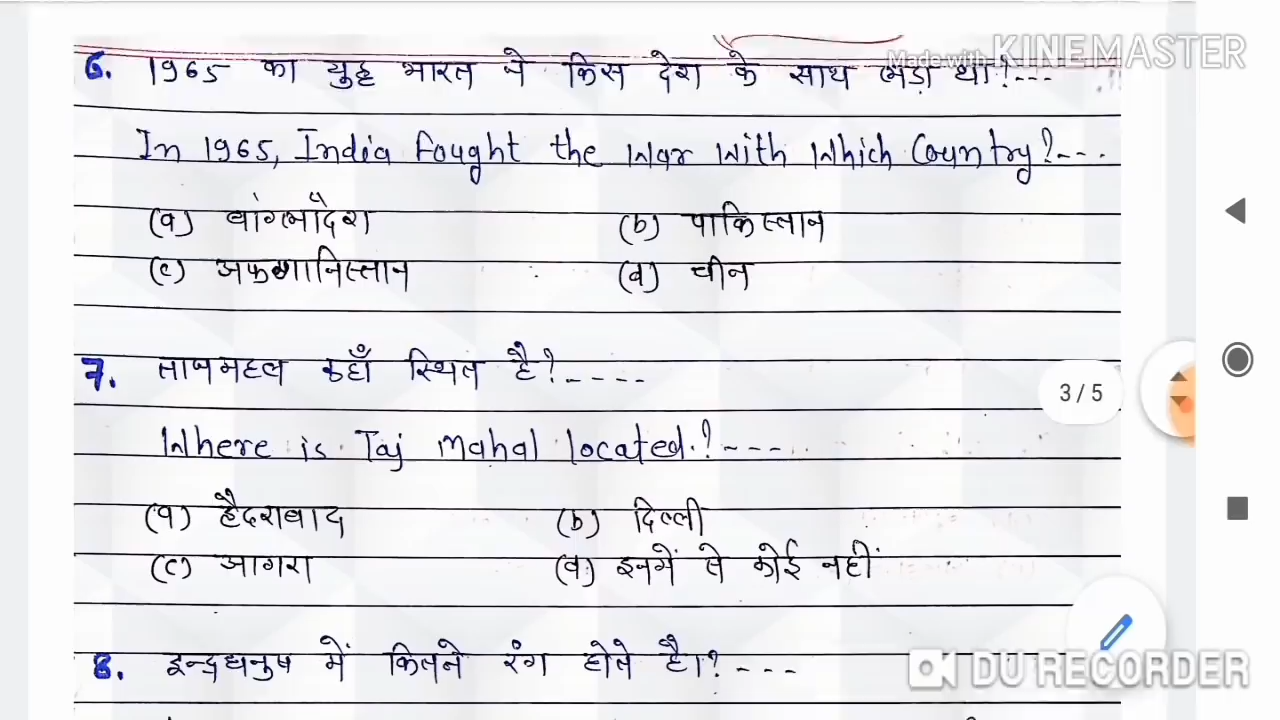 Made with KINEMASTER
6. 1965 का युद्ध भारत ने किस देश के साथ लड़ा था?---
In 1965, India fought the War With Which Country?---
(a) बांग्लादेश (b) पाकिस्तान
(c) अफगानिस्तान (d) चीन
7. ताजमहल कहाँ स्थित है?----
3/5
Where is Taj Mahal located.?---
(a) हैदराबाद (b) दिल्ली
(c) आगरा (d) इनमें से कोई नहीं
8. इन्द्रधनुष में कितने रंग होते है।?---
DU RECORDER